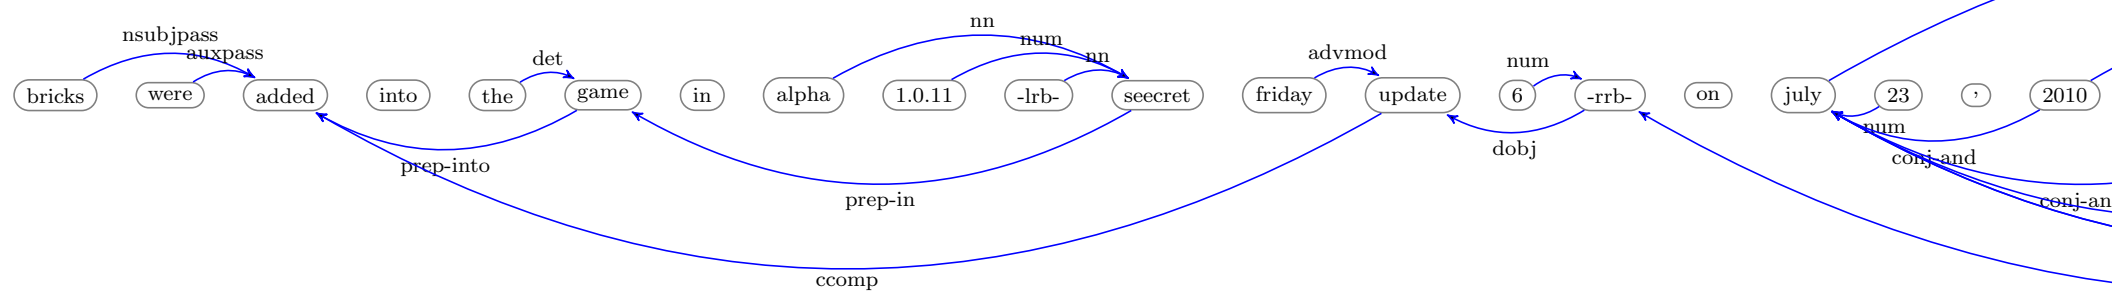 nn
nsubjpass
num
auxpass
advmod
det
nn
num
bricks were added into the game in alpha 1.0.11 -lrb- seecret friday update 6 -rrb- on july 23 , 2010
num
dobj
conj-and
prep-into
prep-in
conj-an
ccomp